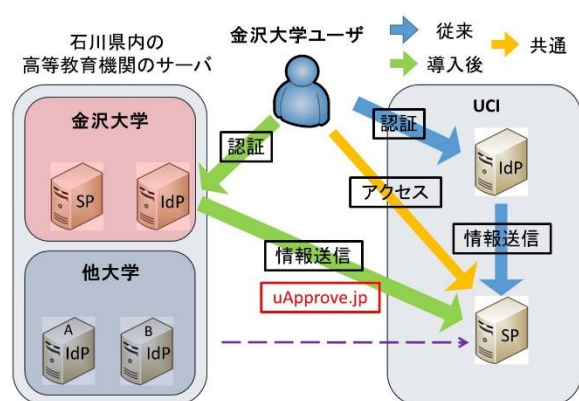 石川県内の
高等教育機関のサーバ
金沢大学ユーザ
従来
共通
導入後
金沢大学
UCI
認証
認証
SP
IdP
IdP
アクセス
情報送信
情報送信
uApprove.jp
他大学
A
IdP
B
IdP
SP